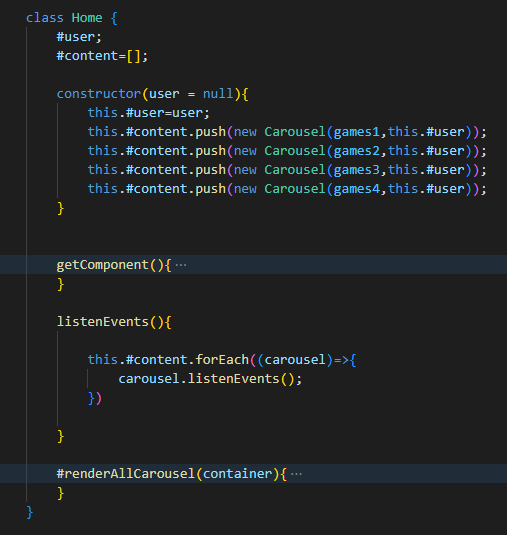 class Home {
    #user;
    #content=[];

    constructor(user = null){
        this.#user=user;
        this.#content.push(new Carousel(games1,this.#user));
        this.#content.push(new Carousel(games2,this.#user));
        this.#content.push(new Carousel(games3,this.#user));
        this.#content.push(new Carousel(games4,this.#user));
    }


    getComponent(){ ···
    }

    listenEvents(){

        this.#content.forEach((carousel)=>{
            carousel.listenEvents();
        })

    }

    #renderAllCarousel(container){ ···
    }
}